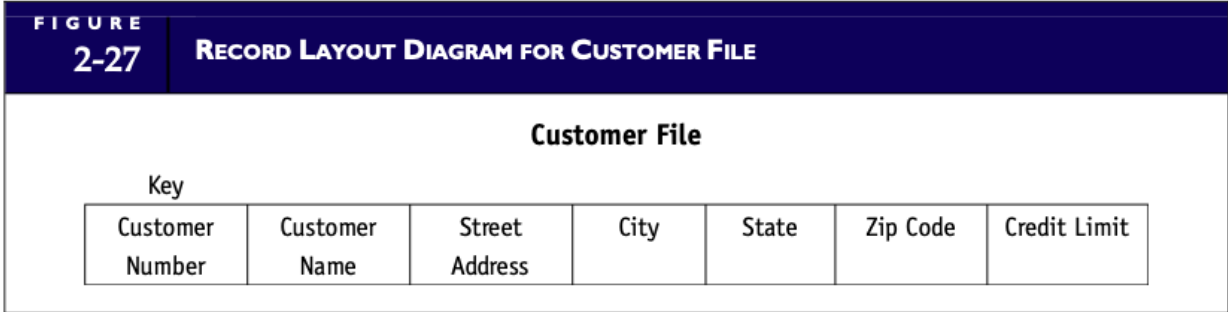 FIGURE
2-27
RECORD LAYOUT DIAGRAM FOR CUSTOMER FILE
Customer File
Key
Customer Number
Customer Name
Street Address
City
State
Zip Code
Credit Limit